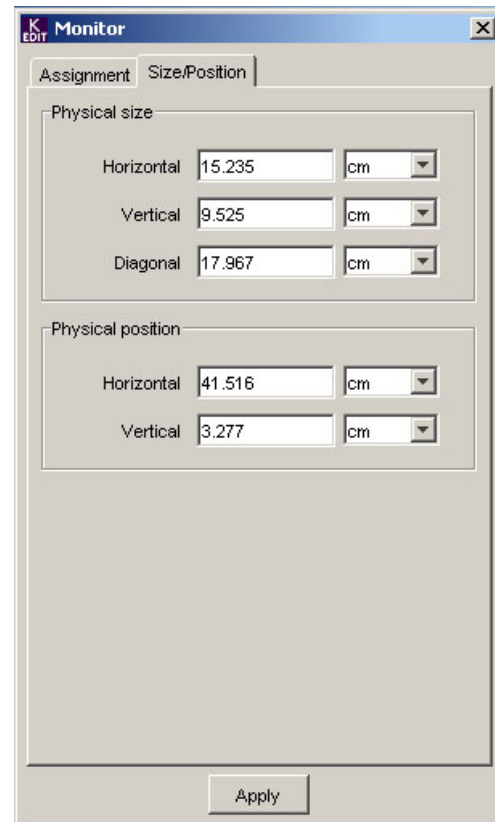 K EDIT Monitor
Assignment Size/Position
Physical size
Horizontal 15.235 cm
Vertical 9.525 cm
Diagonal 17.967 cm
Physical position
Horizontal 41.516 cm
Vertical 3.277 cm
Apply